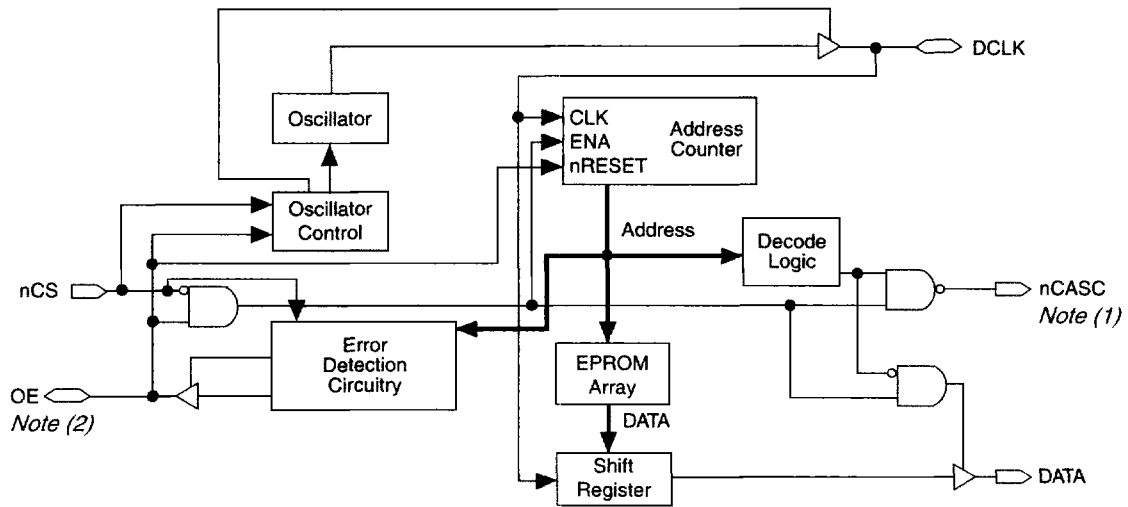 DCLK
Oscillator
CLK
ENA
nRESET
Address
Counter
Oscillator
Control
Address
Decode
Logic
nCS
nCASC
Note (1)
Error
Detection
Circuitry
EPROM
Array
OE
Note (2)
DATA
Shift
Register
DATA